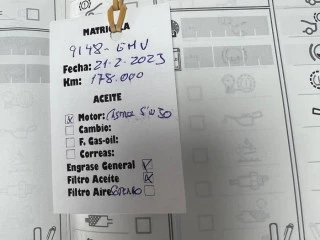 MATRICULA
9148-GHV
Fecha: 21-2-2023
Km: 178.000
ACEITE
Motor: 5W30
Cambio:
F. Gas-oil:
Correas:
Engrase General
Filtro Aceite
Filtro Aire